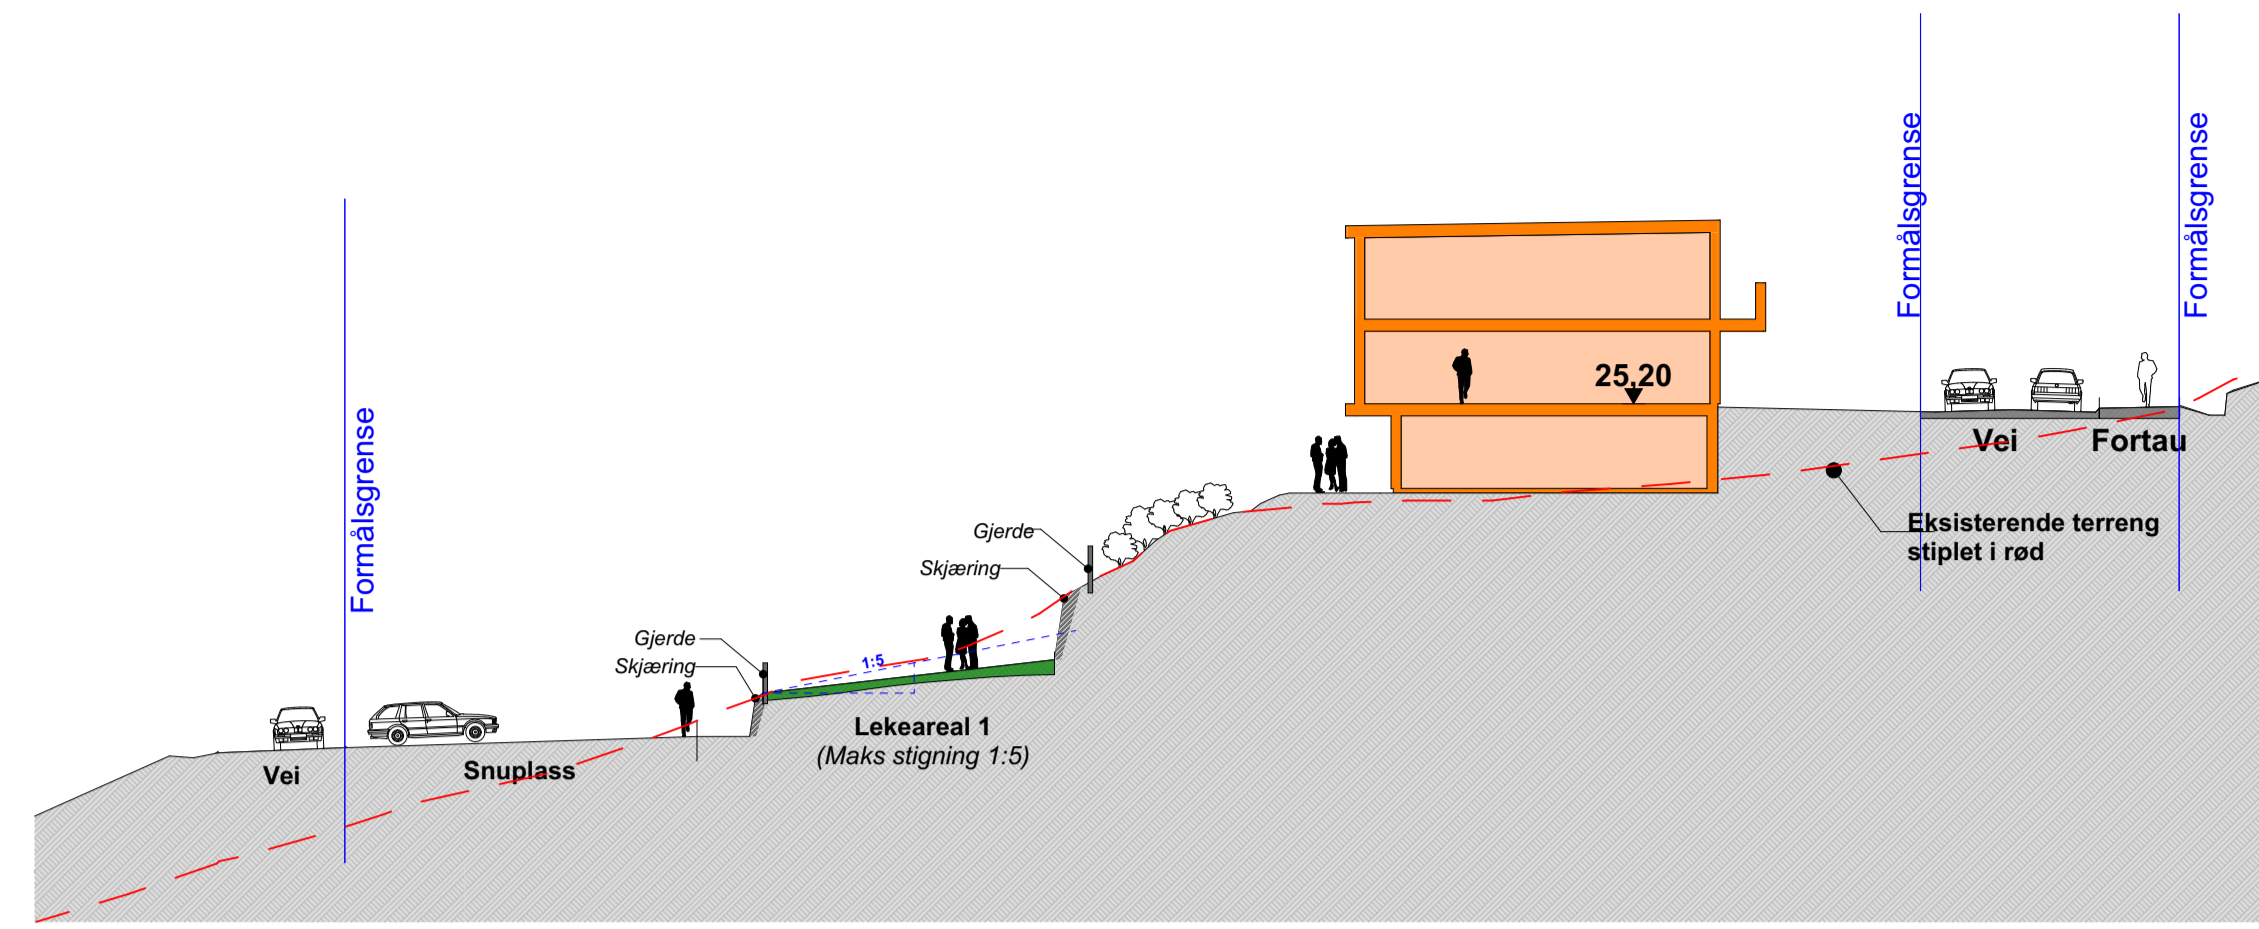 Formålsgrense
Formålsgrense
Formålsgrense
25,20
Vei
Fortau
Eksisterende terreng
stiplet i rød
Gjerde
Skjæring
Gjerde
Skjæring
1:5
Lekeareal 1
(Maks stigning 1:5)
Vei
Snuplass